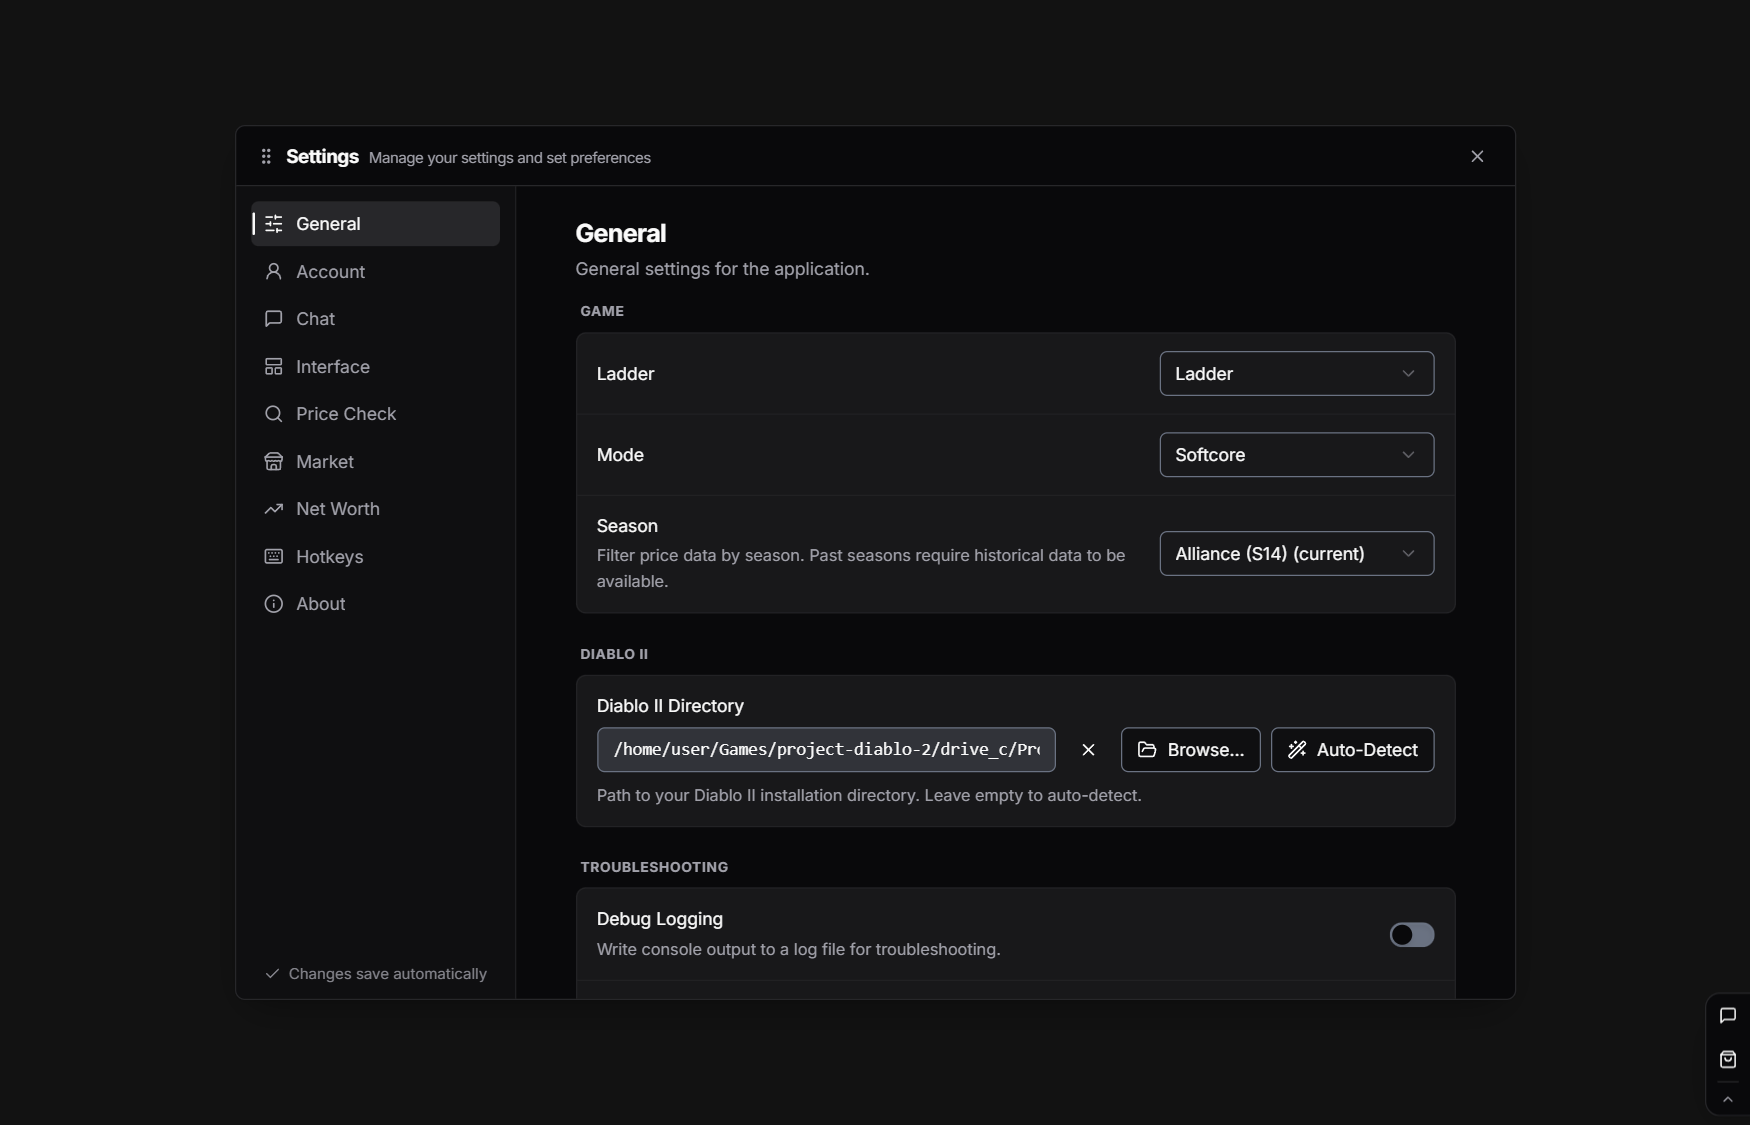 Settings Manage your settings and set preferences
General
Account
Chat
Interface
Price Check
Market
Net Worth
Hotkeys
About
Changes save automatically
General
General settings for the application.
GAME
Ladder
Ladder
Mode
Softcore
Season
Filter price data by season. Past seasons require historical data to be
available.
Alliance (S14) (current)
DIABLO II
Diablo II Directory
/home/user/Games/project-diablo-2/drive_c/Pr
Browse...
Auto-Detect
Path to your Diablo II installation directory. Leave empty to auto-detect.
TROUBLESHOOTING
Debug Logging
Write console output to a log file for troubleshooting.